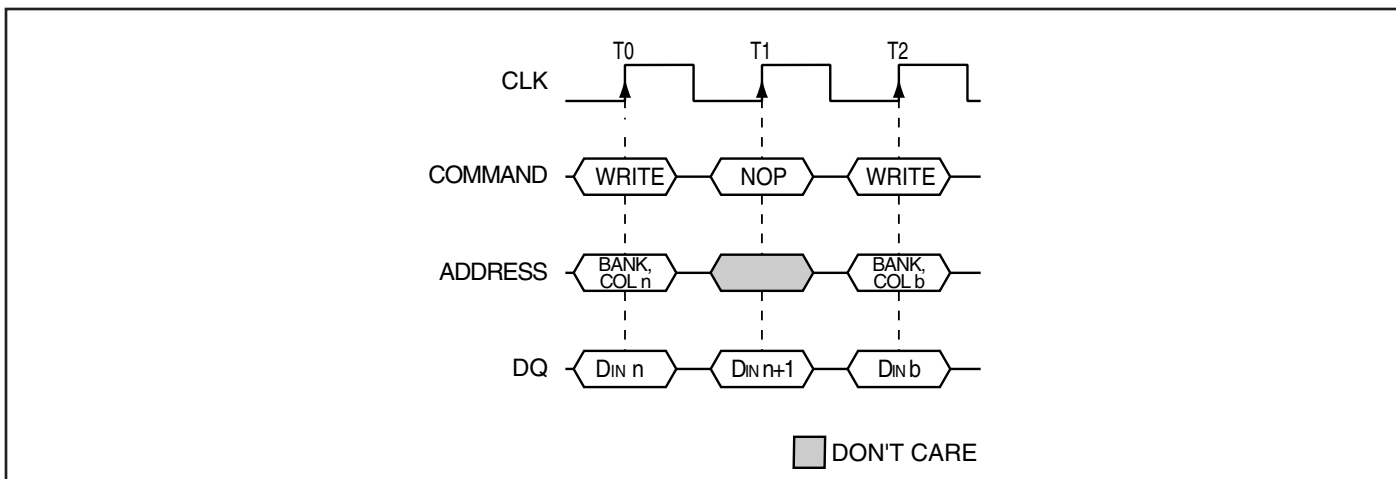 T0 T1 T2
CLK
COMMAND WRITE NOP WRITE
ADDRESS BANK, COL n BANK, COL b
DQ DIN n DIN n+1 DIN b
DON'T CARE